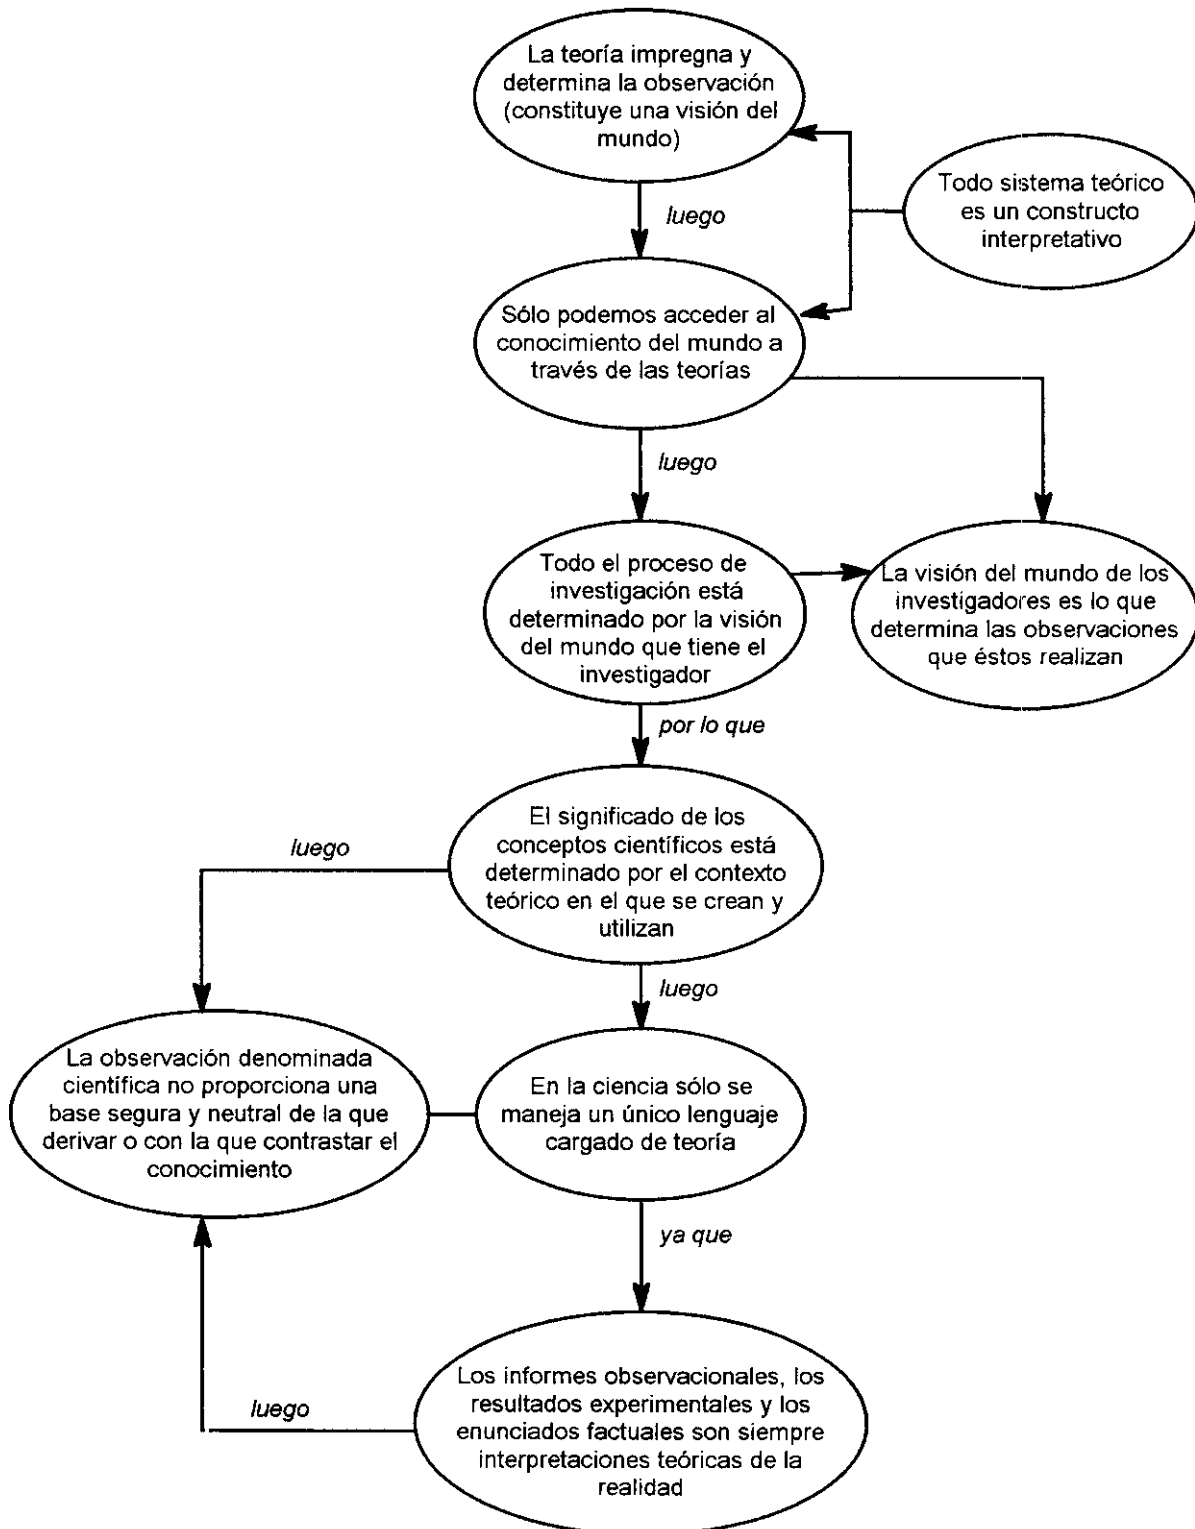 La teoría impregna y
determina la observación
(constituye una visión del
mundo)
Todo sistema teórico
es un constructo
interpretativo
luego
Sólo podemos acceder al
conocimiento del mundo a
través de las teorías
luego
Todo el proceso de
investigación está
determinado por la visión
del mundo que tiene el
investigador
La visión del mundo de los
investigadores es lo que
determina las observaciones
que éstos realizan
por lo que
El significado de los
conceptos científicos está
determinado por el contexto
teórico en el que se crean y
utilizan
luego
luego
La observación denominada
científica no proporciona una
base segura y neutral de la que
derivar o con la que contrastar el
conocimiento
En la ciencia sólo se
maneja un único lenguaje
cargado de teoría
ya que
Los informes observacionales, los
resultados experimentales y los
enunciados factuales son siempre
interpretaciones teóricas de la
realidad
luego